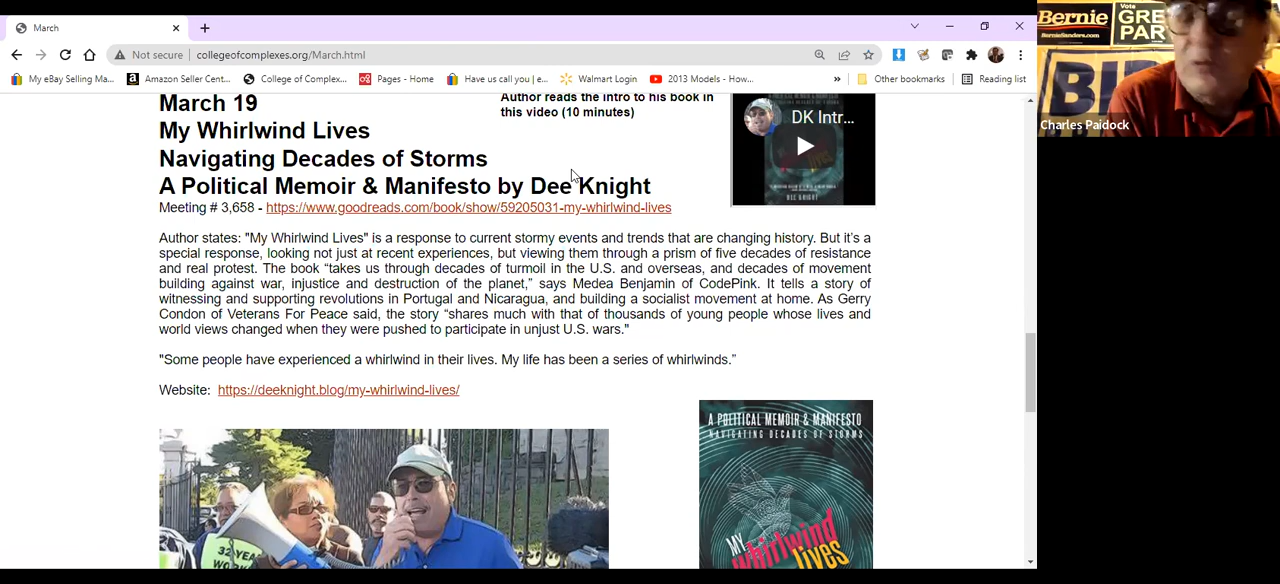 March
Not secure
collegeofcomplexes.org/March.html
My eBay Selling Ma...
Amazon Seller Cent...
College of Complex...
Pages - Home
Have us call you | e...
Walmart Login
2013 Models - How...
»
Other bookmarks
Reading list
March 19
Author reads the intro to his book in
this video (10 minutes)
DK Intr...
My Whirlwind Lives
Navigating Decades of Storms
A Political Memoir & Manifesto by Dee Knight
DEE KNIGHT
Meeting # 3,658 - https://www.goodreads.com/book/show/59205031-my-whirlwind-lives
Author states: "My Whirlwind Lives" is a response to current stormy events and trends that are changing history. But it’s a
special response, looking not just at recent experiences, but viewing them through a prism of five decades of resistance
and real protest. The book “takes us through decades of turmoil in the U.S. and overseas, and decades of movement
building against war, injustice and destruction of the planet,” says Medea Benjamin of CodePink. It tells a story of
witnessing and supporting revolutions in Portugal and Nicaragua, and building a socialist movement at home. As Gerry
Condon of Veterans For Peace said, the story “shares much with that of thousands of young people whose lives and
world views changed when they were pushed to participate in unjust U.S. wars."
"Some people have experienced a whirlwind in their lives. My life has been a series of whirlwinds.”
Website: https://deeknight.blog/my-whirlwind-lives/
A POLITICAL MEMOIR & MANIFESTO
NAVIGATING DECADES OF STORMS
MY
whirlwind
lives
32-YEAR
Bernie
BernieSanders.com
Vote
GRE
PAR
Charles Paidock